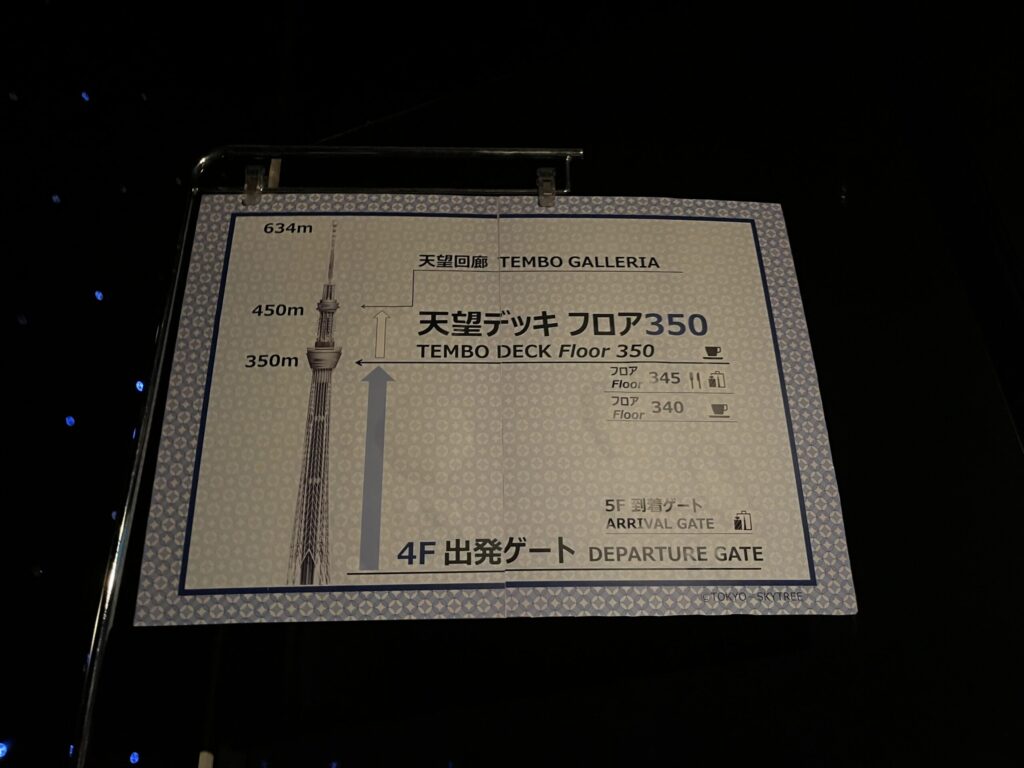 634m
天望回廊 TEMBO GALLERIA
450m
天望デッキ フロア350
350m
TEMBO DECK Floor 350
フロア
Floor 345
フロア
Floor 340
5F 到着ゲート
ARRIVAL GATE
4F 出発ゲート DEPARTURE GATE
©TOKYO-SKYTREE